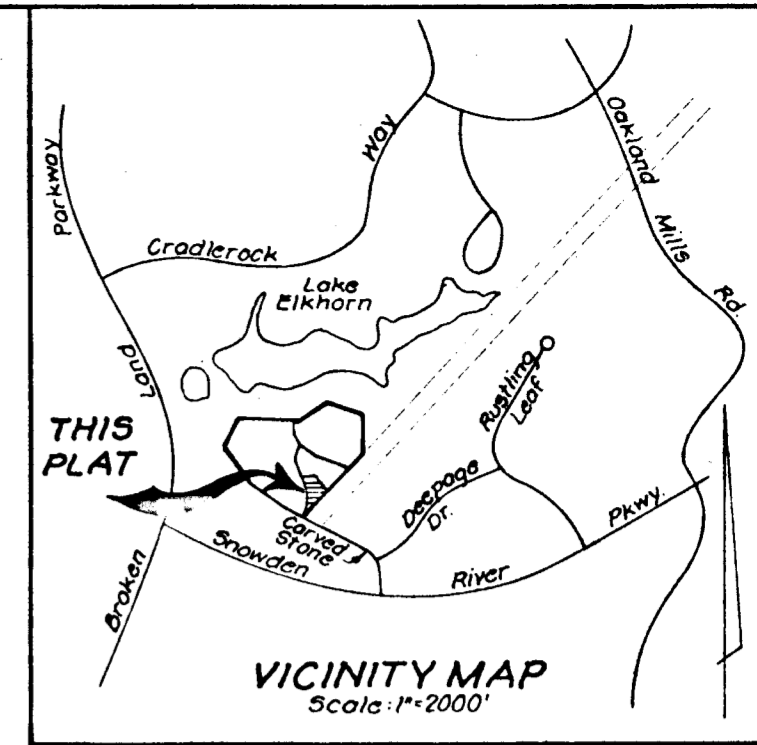 Oakland
Mills
Rd.
Way
Parkway
Cradlerock
Lake
Elkhorn
Land
Rustling
Leaf
THIS
PLAT
Deepage
Dr.
Pkwy.
Carved
Stone
Snowden
River
Broken
VICINITY MAP
Scale: 1"=2000'